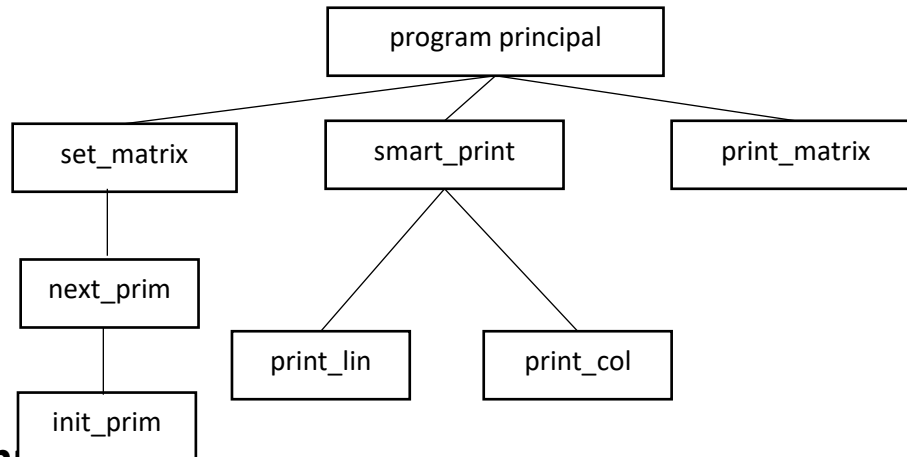 program principal
set_matrix
smart_print
print_matrix
next_prim
print_lin
print_col
init_prim